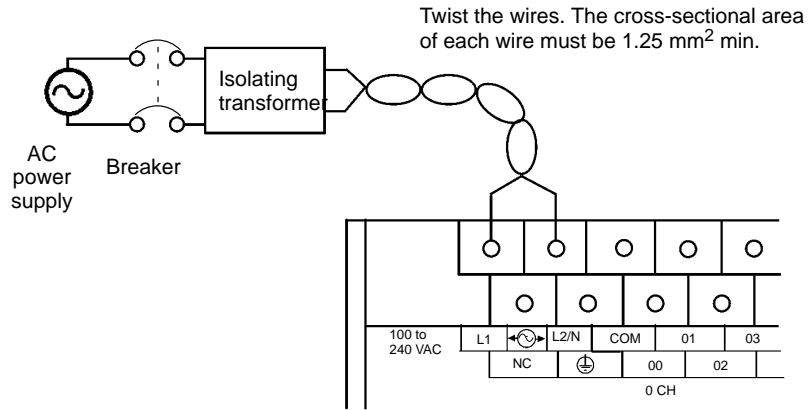 Twist the wires. The cross-sectional area
of each wire must be 1.25 mm² min.
Isolating
transformer
AC
power
supply
Breaker
100 to
240 VAC
L1
L2/N
COM
01
03
NC
00
02
0 CH